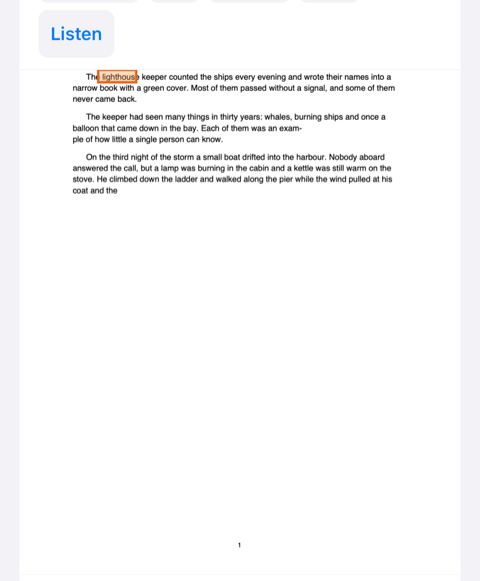 Listen
The lighthouse keeper counted the ships every evening and wrote their names into a
narrow book with a green cover. Most of them passed without a signal, and some of them
never came back.
The keeper had seen many things in thirty years: whales, burning ships and once a
balloon that came down in the bay. Each of them was an exam-
ple of how little a single person can know.
On the third night of the storm a small boat drifted into the harbour. Nobody aboard
answered the call, but a lamp was burning in the cabin and a kettle was still warm on the
stove. He climbed down the ladder and walked along the pier while the wind pulled at his
coat and the
1